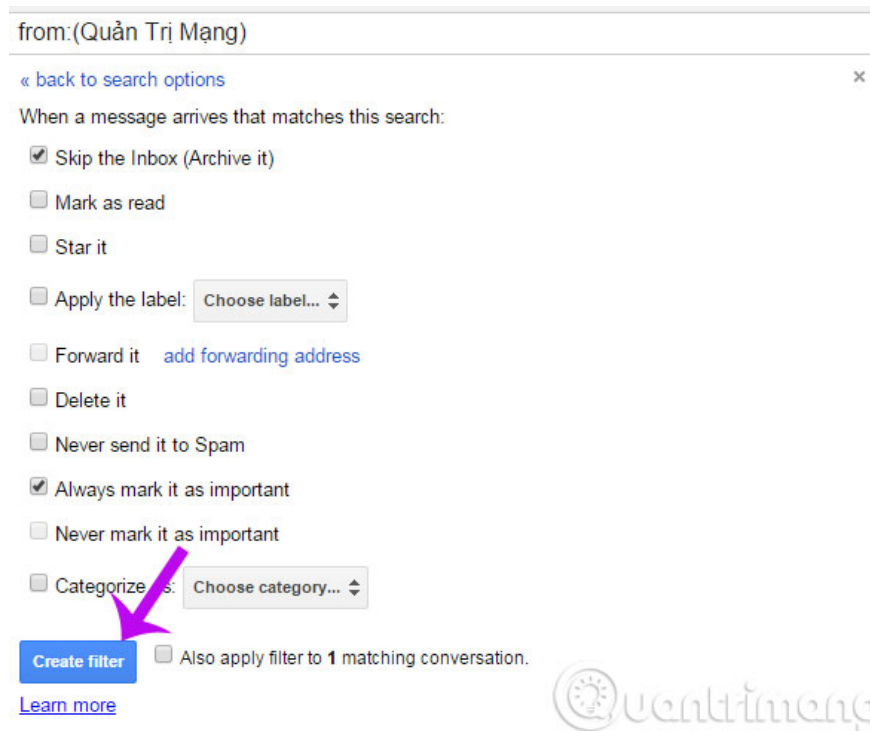 from:(Quản Trị Mạng)
« back to search options
×
When a message arrives that matches this search:
Skip the Inbox (Archive it)
Mark as read
Star it
Apply the label: Choose label...
Forward it add forwarding address
Delete it
Never send it to Spam
Always mark it as important
Never mark it as important
Categorize as: Choose category...
Create filter Also apply filter to 1 matching conversation.
Learn more
Quantrimang